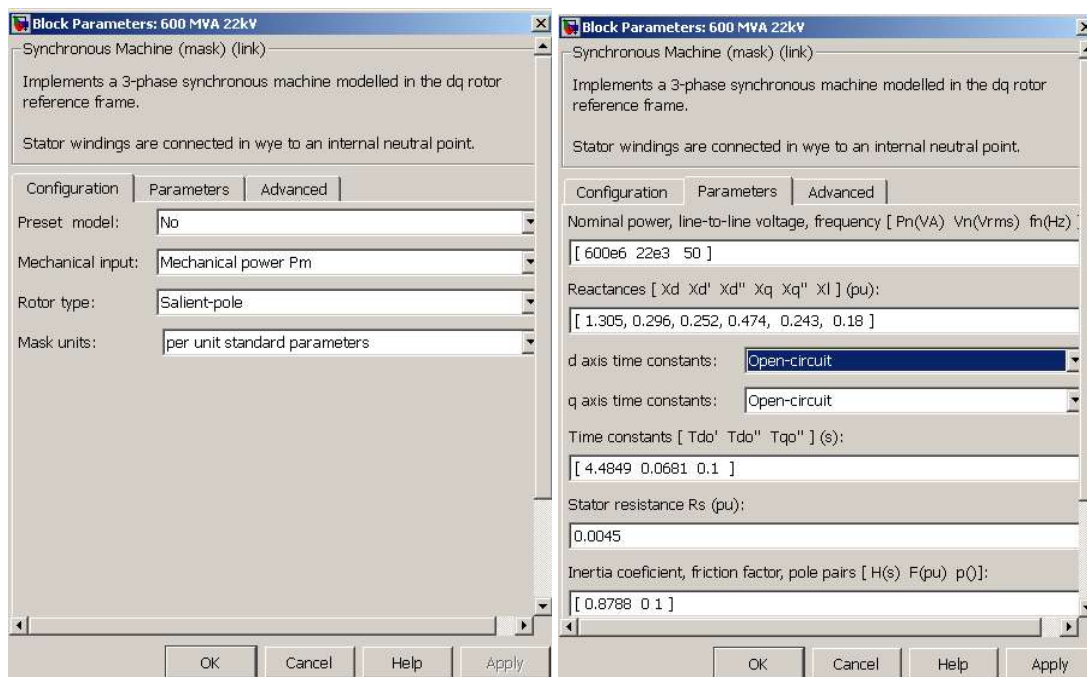 Block Parameters: 600 MVA 22kV
Synchronous Machine (mask) (link)
Implements a 3-phase synchronous machine modelled in the dq rotor
reference frame.
Stator windings are connected in wye to an internal neutral point.
Configuration Parameters Advanced
Preset model: No
Mechanical input: Mechanical power Pm
Rotor type: Salient-pole
Mask units: per unit standard parameters
OK Cancel Help Apply
Block Parameters: 600 MVA 22kV
Synchronous Machine (mask) (link)
Implements a 3-phase synchronous machine modelled in the dq rotor
reference frame.
Stator windings are connected in wye to an internal neutral point.
Configuration Parameters Advanced
Nominal power, line-to-line voltage, frequency [ Pn(VA) Vn(Vrms) fn(Hz) ]
[ 600e6 22e3 50 ]
Reactances [ Xd Xd' Xd'' Xq Xq'' Xl ] (pu):
[ 1.305, 0.296, 0.252, 0.474, 0.243, 0.18 ]
d axis time constants: Open-circuit
q axis time constants: Open-circuit
Time constants [ Tdo' Tdo'' Tqo'' ] (s):
[ 4.4849 0.0681 0.1 ]
Stator resistance Rs (pu):
0.0045
Inertia coeficient, friction factor, pole pairs [ H(s) F(pu) p()]:
[ 0.8788 0 1 ]
OK Cancel Help Apply